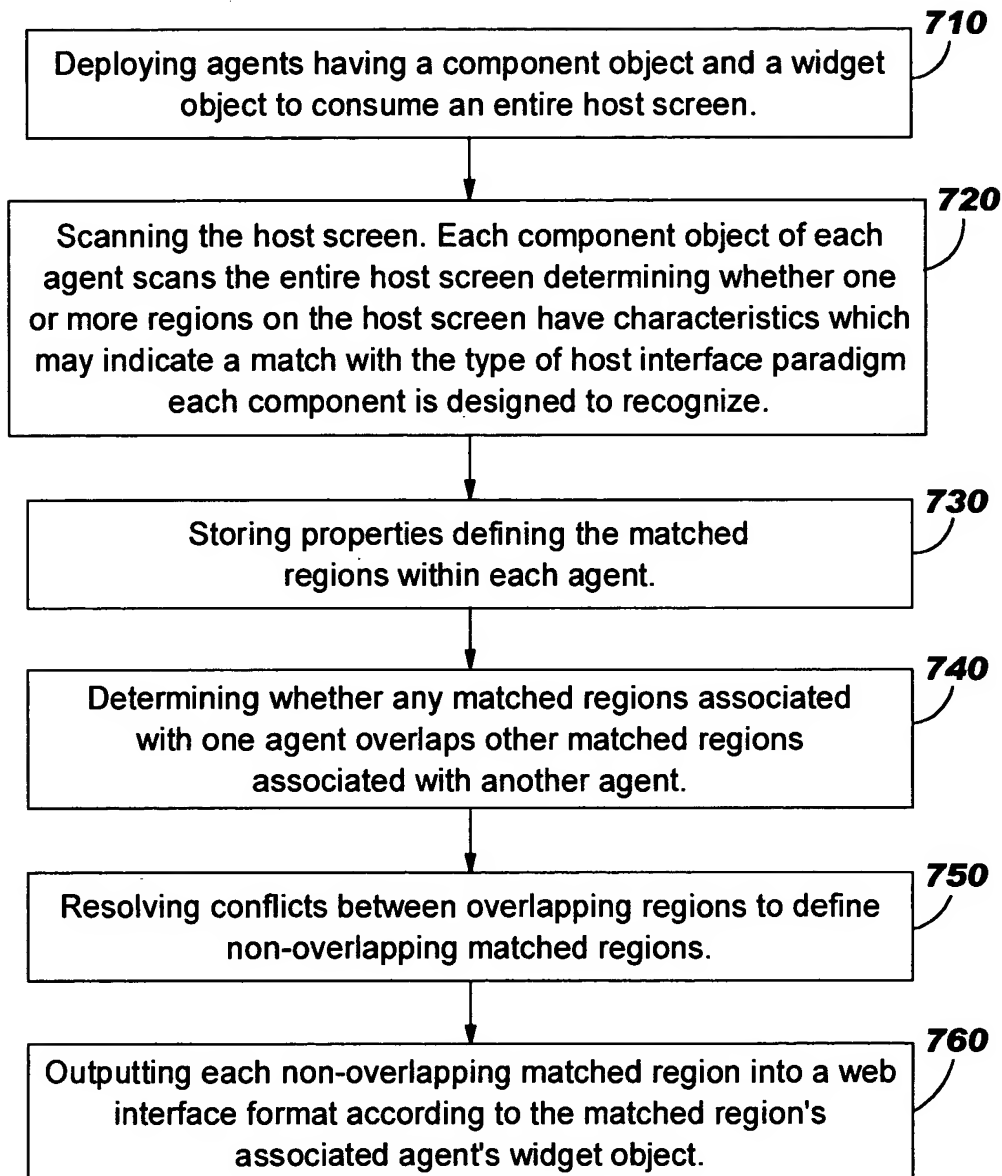 710
Deploying agents having a component object and a widget
object to consume an entire host screen.
720
Scanning the host screen. Each component object of each
agent scans the entire host screen determining whether one
or more regions on the host screen have characteristics which
may indicate a match with the type of host interface paradigm
each component is designed to recognize.
730
Storing properties defining the matched
regions within each agent.
740
Determining whether any matched regions associated
with one agent overlaps other matched regions
associated with another agent.
750
Resolving conflicts between overlapping regions to define
non-overlapping matched regions.
760
Outputting each non-overlapping matched region into a web
interface format according to the matched region's
associated agent's widget object.